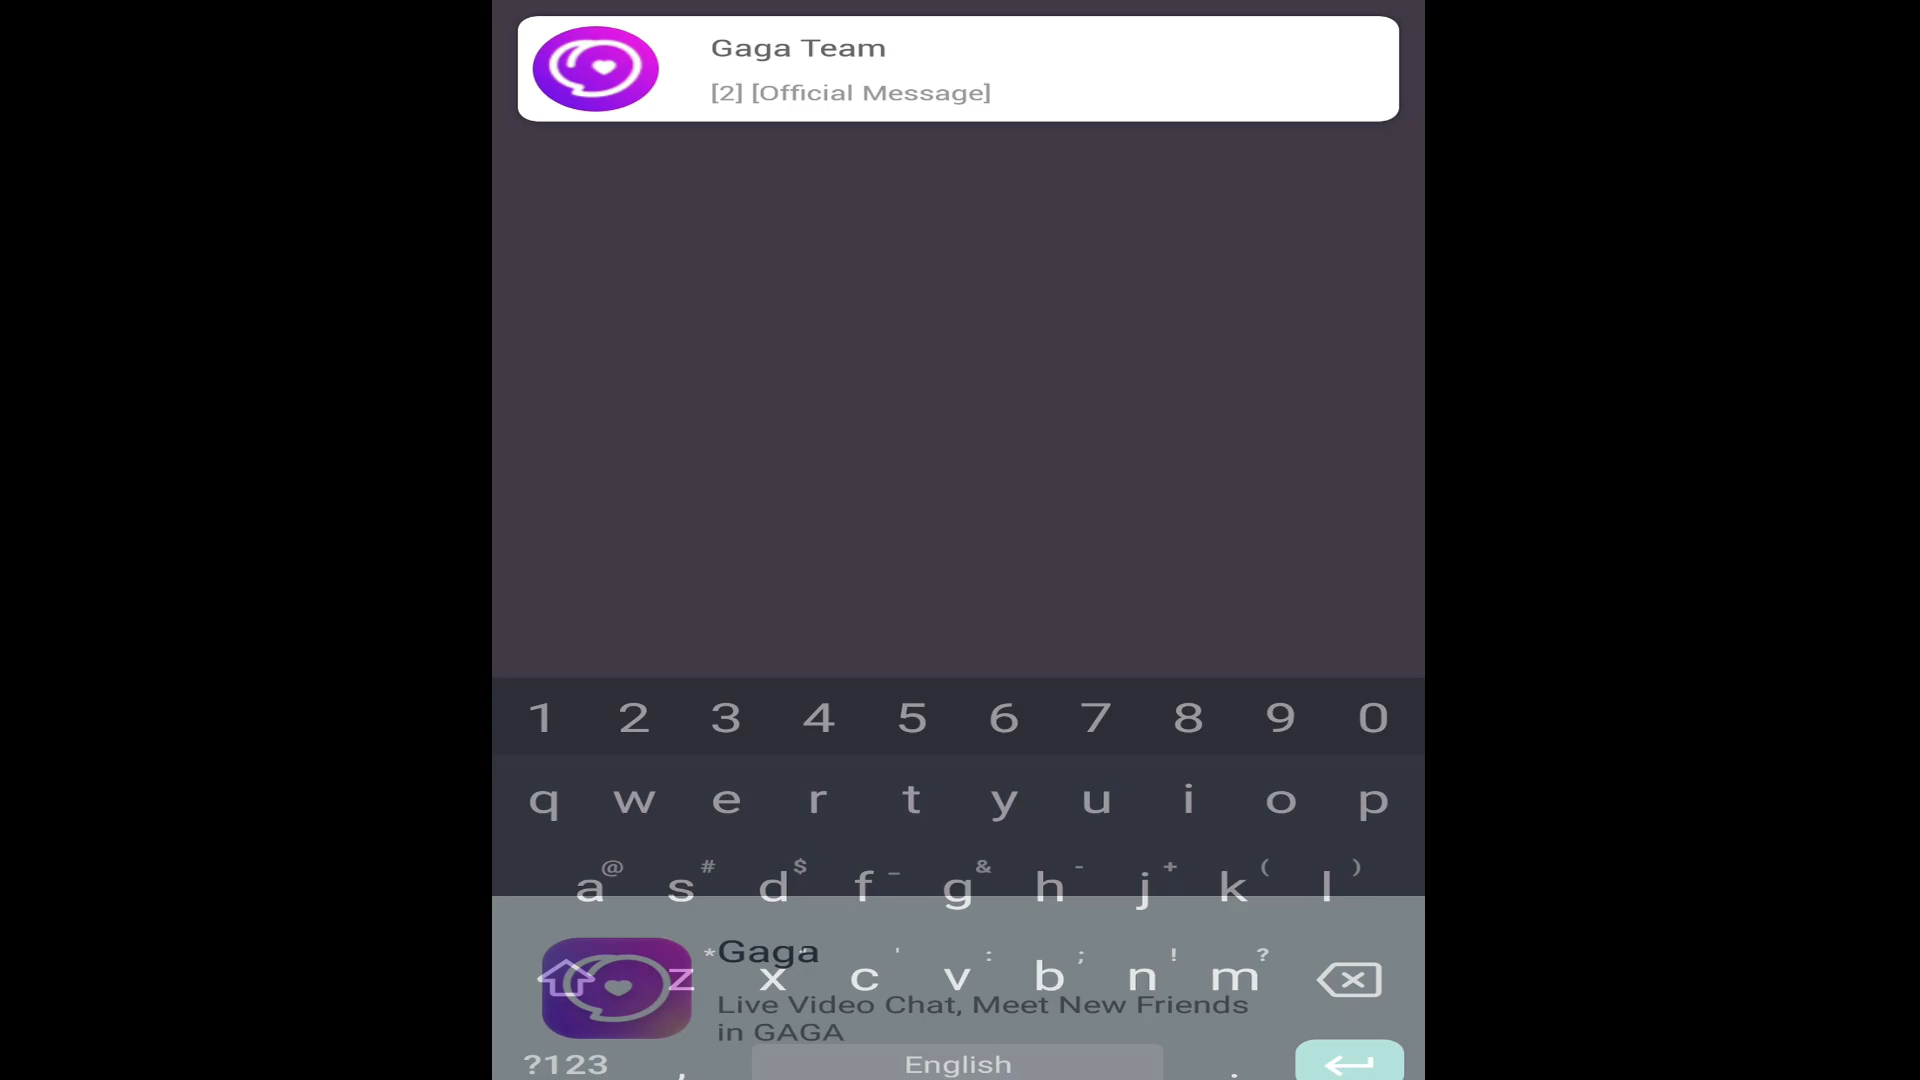 Gaga Team
[2] [Official Message]
1 2 3 4 5 6 7 8 9 0
q w e r t y u i o p
@ # $ _ & - + ( )
a s d f g h j k l
Gaga
* " ' : ; ! ?
z x c v b n m
Live Video Chat, Meet New Friends
in GAGA
?123 , English .